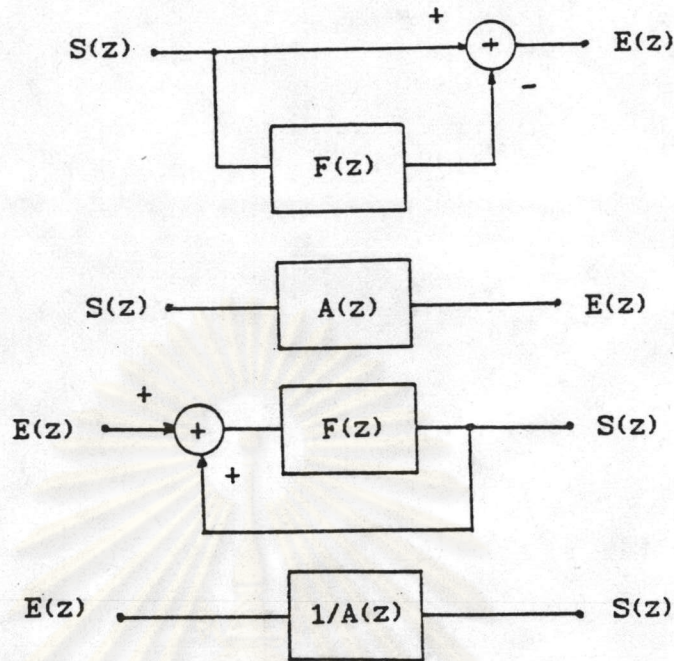 +
S(z) + E(z)
-
F(z)
S(z) A(z) E(z)
+
E(z) + F(z) S(z)
+
E(z) 1/A(z) S(z)